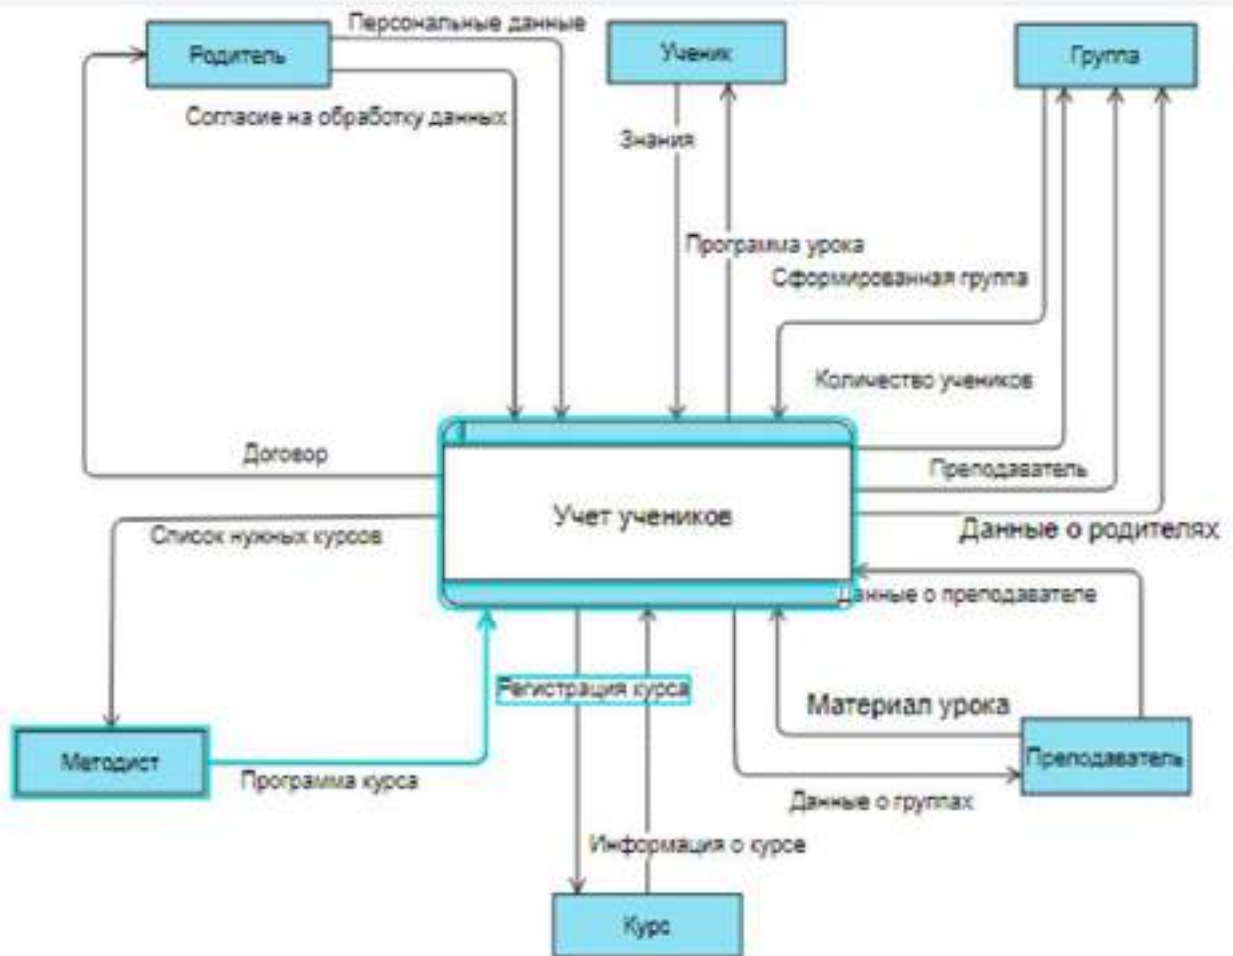 Персональные данные
Родитель
Ученик
Группа
Согласие на обработку данных
Знания
Программа урока
Сформированная группа
Количество учеников
Договор
Преподаватель
Учет учеников
Данные о родителях
Список нужных курсов
Данные о преподавателе
Регистрация курса
Материал урока
Методист
Преподаватель
Программа курса
Данные о группах
Информация о курсе
Курс